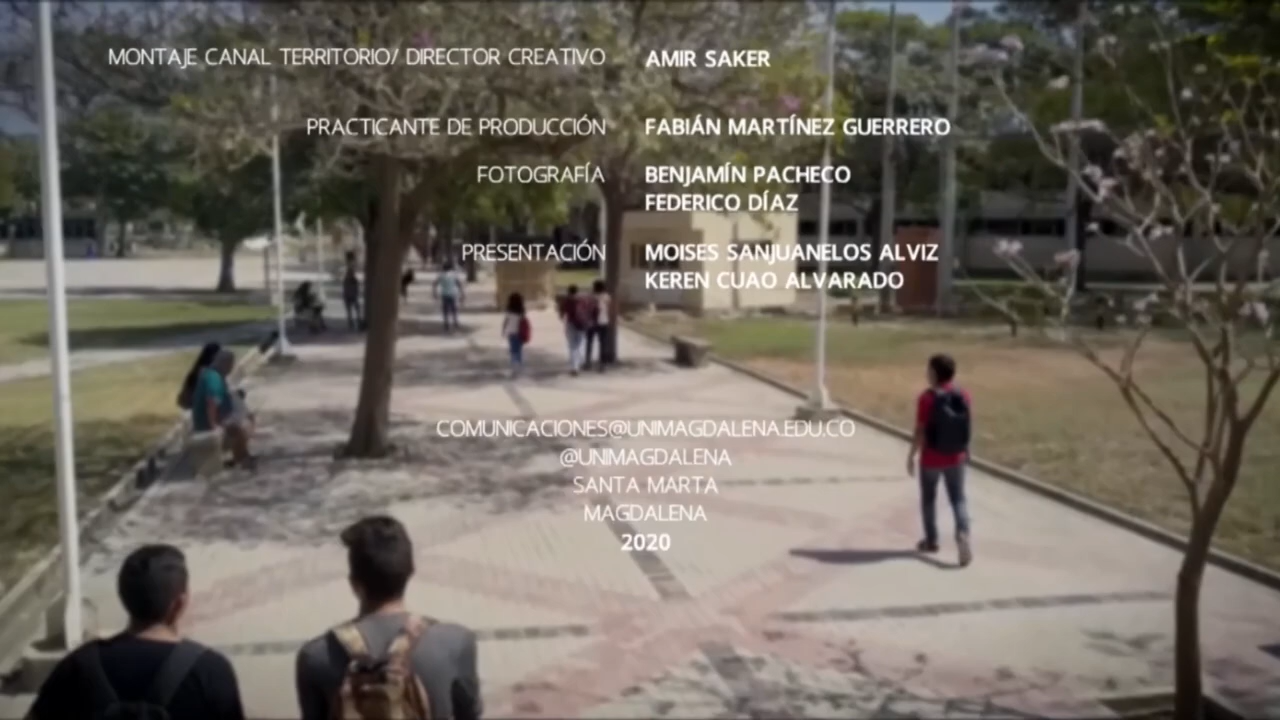 MONTAJE CANAL TERRITORIO/ DIRECTOR CREATIVO AMIR SAKER
PRACTICANTE DE PRODUCCIÓN FABIÁN MARTÍNEZ GUERRERO
FOTOGRAFÍA BENJAMÍN PACHECO
FEDERICO DÍAZ
PRESENTACIÓN MOISES SANJUANELOS ALVIZ
KEREN CUAO ALVARADO
COMUNICACIONES@UNIMAGDALENA.EDU.CO
@UNIMAGDALENA
SANTA MARTA
MAGDALENA
2020